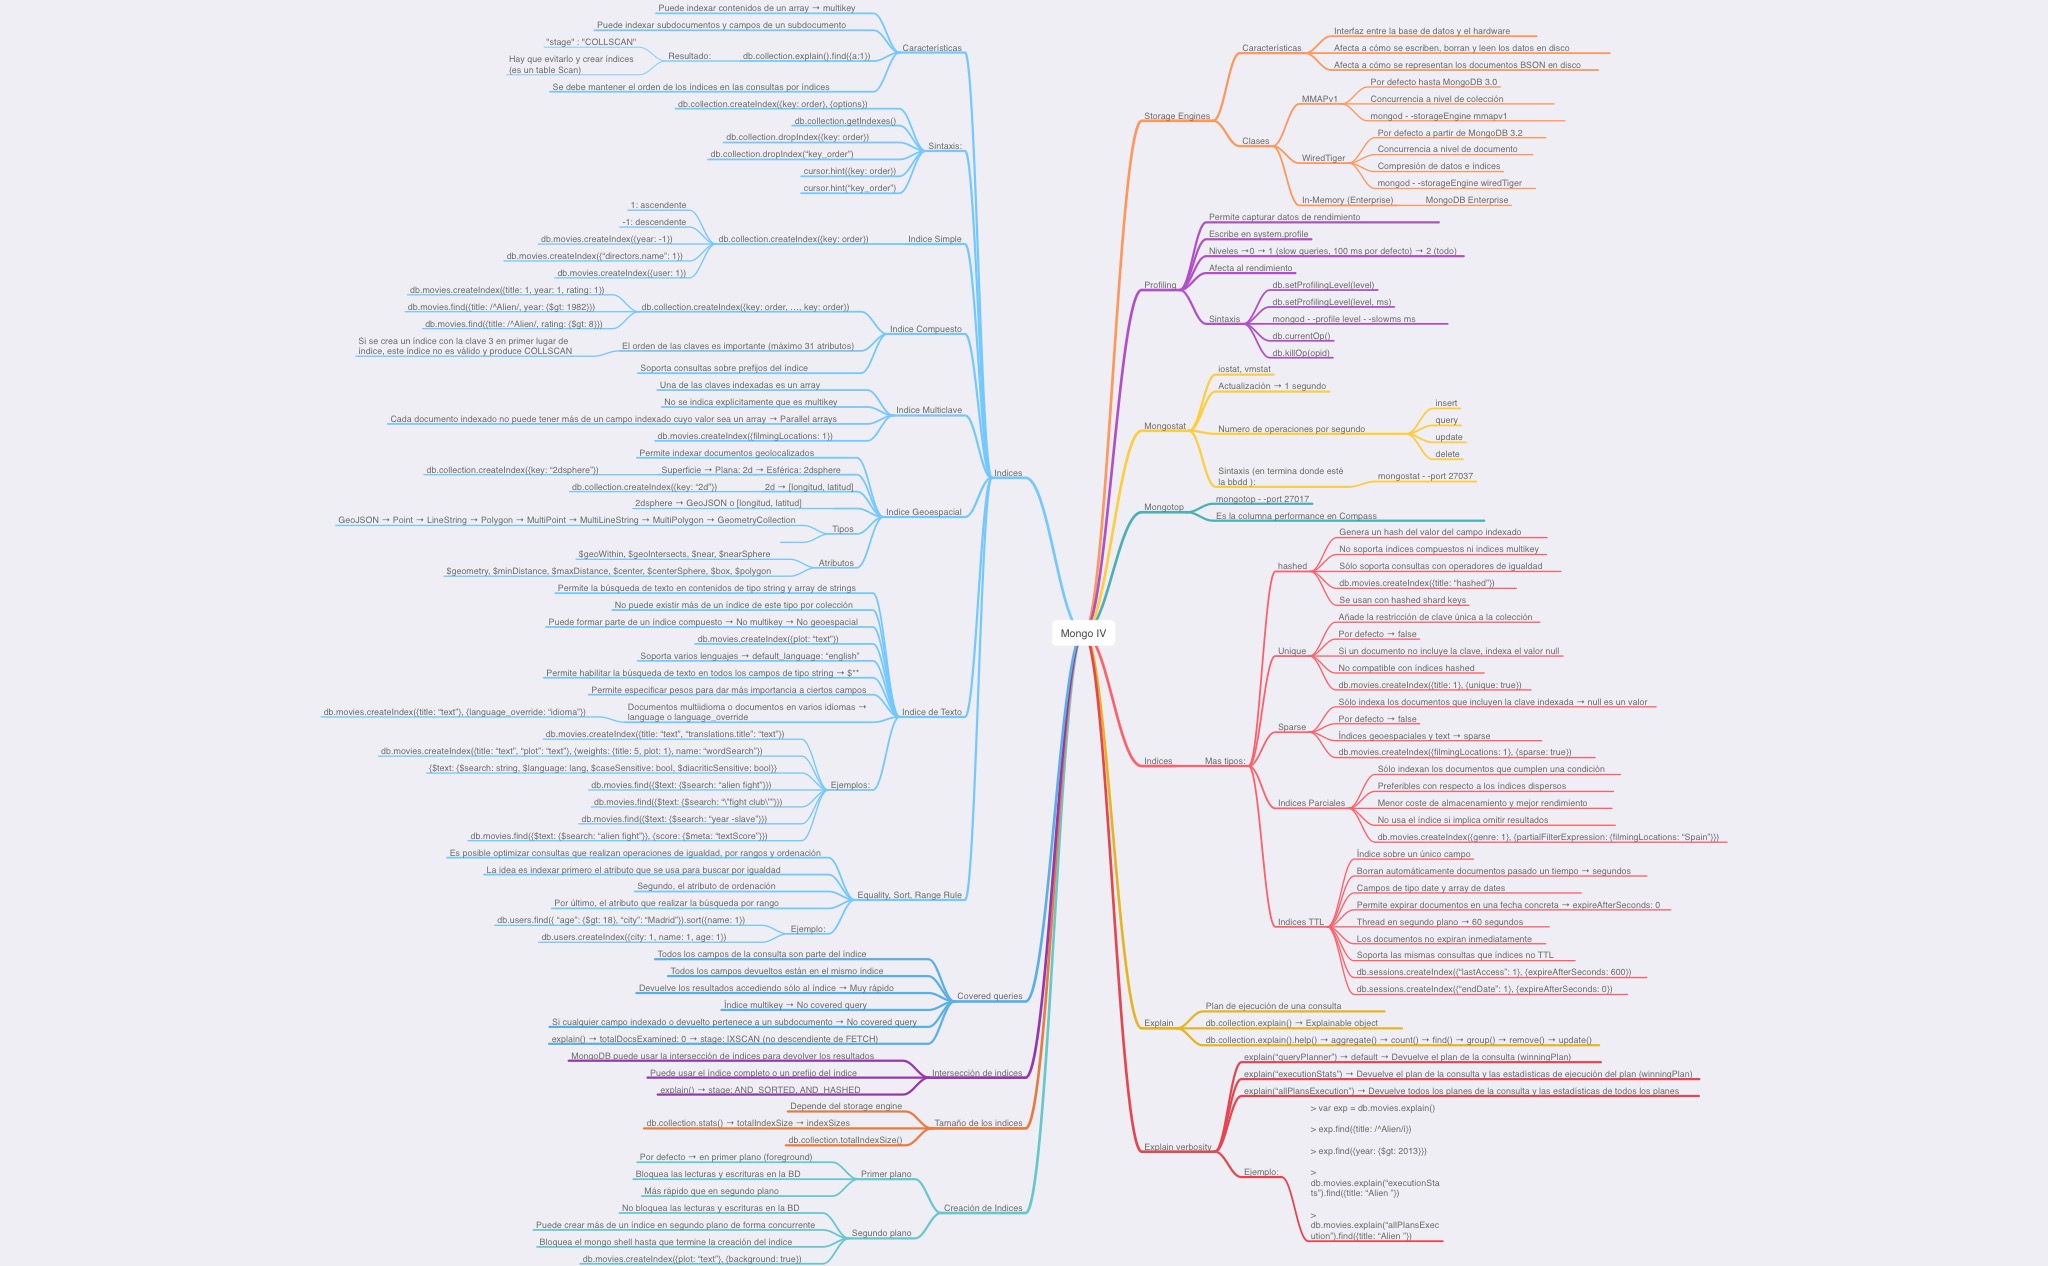 Mongo IV
Storage Engines
Características
Interfaz entre la base de datos y el hardware
Afecta a cómo se escriben, borran y leen los datos en disco
Afecta a cómo se representan los documentos BSON en disco
Clases
MMAPv1
Por defecto hasta MongoDB 3.0
Concurrencia a nivel de colección
mongod - -storageEngine mmapv1
WiredTiger
Por defecto a partir de MongoDB 3.2
Concurrencia a nivel de documento
Compresión de datos e índices
mongod - -storageEngine wiredTiger
In-Memory (Enterprise)
MongoDB Enterprise
Profiling
Permite capturar datos de rendimiento
Escribe en system.profile
Niveles →0 → 1 (slow queries, 100 ms por defecto) → 2 (todo)
Afecta al rendimiento
Sintaxis
db.setProfilingLevel(level)
db.setProfilingLevel(level, ms)
mongod - -profile level - -slowms ms
db.currentOp()
db.killOp(opid)
Mongostat
iostat, vmstat
Actualización → 1 segundo
Numero de operaciones por segundo
insert
query
update
delete
Sintaxis (en termina donde esté
la bbdd ):
mongostat - -port 27037
Mongotop
mongotop - -port 27017
Es la columna performance en Compass
Indices
Mas tipos:
hashed
Genera un hash del valor del campo indexado
No soporta índices compuestos ni índices multikey
Sólo soporta consultas con operadores de igualdad
db.movies.createIndex({title: “hashed”})
Se usan con hashed shard keys
Unique
Añade la restricción de clave única a la colección
Por defecto → false
Si un documento no incluye la clave, indexa el valor null
No compatible con índices hashed
db.movies.createIndex({title: 1}, {unique: true})
Sparse
Sólo indexa los documentos que incluyen la clave indexada → null es un valor
Por defecto → false
Índices geoespaciales y text → sparse
db.movies.createIndex({filmingLocations: 1}, {sparse: true})
Indices Parciales
Sólo indexan los documentos que cumplen una condición
Preferibles con respecto a los índices dispersos
Menor coste de almacenamiento y mejor rendimiento
No usa el índice si implica omitir resultados
db.movies.createIndex({genre: 1}, {partialFilterExpression: {filmingLocations: “Spain”}})
Indices TTL
Índice sobre un único campo
Borran automáticamente documentos pasado un tiempo → segundos
Campos de tipo date y array de dates
Permite expirar documentos en una fecha concreta → expireAfterSeconds: 0
Thread en segundo plano → 60 segundos
Los documentos no expiran inmediatamente
Soporta las mismas consultas que índices no TTL
db.sessions.createIndex({“lastAccess”: 1}, {expireAfterSeconds: 600})
db.sessions.createIndex({“endDate”: 1}, {expireAfterSeconds: 0})
Explain
Plan de ejecución de una consulta
db.collection.explain() → Explainable object
db.collection.explain().help() → aggregate() → count() → find() → group() → remove() → update()
Explain verbosity
explain(“queryPlanner”) → default → Devuelve el plan de la consulta (winningPlan)
explain(“executionStats”) → Devuelve el plan de la consulta y las estadísticas de ejecución del plan (winningPlan)
explain(“allPlansExecution”) → Devuelve todos los planes de la consulta y las estadísticas de todos los planes
Ejemplo:
> var exp = db.movies.explain()
> exp.find({title: /^Alien/i})
> exp.find({year: {$gt: 2013}})
>
db.movies.explain(“executionSta
ts”).find({title: “Alien ”})
>
db.movies.explain(“allPlansExec
ution”).find({title: “Alien ”})
Indices
Características
Puede indexar contenidos de un array → multikey
Puede indexar subdocumentos y campos de un subdocumento
db.collection.explain().find({a:1})
Resultado:
"stage" : "COLLSCAN"
Hay que evitarlo y crear índices
(es un table Scan)
Se debe mantener el orden de los índices en las consultas por índices
Sintaxis:
db.collection.createIndex({key: order}, {options})
db.collection.getIndexes()
db.collection.dropIndex({key: order})
db.collection.dropIndex(“key_order”)
cursor.hint({key: order})
cursor.hint(“key_order”)
Indice Simple
db.collection.createIndex({key: order})
1: ascendente
-1: descendente
db.movies.createIndex({year: -1})
db.movies.createIndex({“directors.name”: 1})
db.movies.createIndex({user: 1})
Indice Compuesto
db.collection.createIndex({key: order, …, key: order})
db.movies.createIndex({title: 1, year: 1, rating: 1})
db.movies.find({title: /^Alien/, year: {$gt: 1982}})
db.movies.find({title: /^Alien/, rating: {$gt: 8}})
El orden de las claves es importante (máximo 31 atributos)
Si se crea un índice con la clave 3 en primer lugar de
índice, este índice no es válido y produce COLLSCAN
Soporta consultas sobre prefijos del índice
Indice Multiclave
Una de las claves indexadas es un array
No se indica explícitamente que es multikey
Cada documento indexado no puede tener más de un campo indexado cuyo valor sea un array → Parallel arrays
db.movies.createIndex({filmingLocations: 1})
Indice Geoespacial
Permite indexar documentos geolocalizados
Superficie → Plana: 2d → Esférica: 2dsphere
db.collection.createIndex({key: “2dsphere”})
2d → [longitud, latitud]
db.collection.createIndex({key: “2d”})
2dsphere → GeoJSON o [longitud, latitud]
Tipos
GeoJSON → Point → LineString → Polygon → MultiPoint → MultiLineString → MultiPolygon → GeometryCollection
Atributos
$geoWithin, $geoIntersects, $near, $nearSphere
$geometry, $minDistance, $maxDistance, $center, $centerSphere, $box, $polygon
Indice de Texto
Permite la búsqueda de texto en contenidos de tipo string y array de strings
No puede existir más de un índice de este tipo por colección
Puede formar parte de un índice compuesto → No multikey → No geospacial
db.movies.createIndex({plot: “text”})
Soporta varios lenguajes → default_language: “english”
Permite habilitar la búsqueda de texto en todos los campos de tipo string → $**
Permite especificar pesos para dar más importancia a ciertos campos
Documentos multiidioma o documentos en varios idiomas →
language o language_override
db.movies.createIndex({title: “text”}, {language_override: “idioma”})
Ejemplos:
db.movies.createIndex({title: “text”, “translations.title”: “text”})
db.movies.createIndex({title: “text”, “plot”: “text”}, {weights: {title: 5, plot: 1}, name: “wordSearch”})
{$text: {$search: string, $language: lang, $caseSensitive: bool, $diacriticSensitive: bool}}
db.movies.find({$text: {$search: “alien fight”}})
db.movies.find({$text: {$search: “\"fight club\"”}})
db.movies.find({$text: {$search: “year -slave”}})
db.movies.find({$text: {$search: “alien fight”}}, {score: {$meta: “textScore”}})
Equality, Sort, Range Rule
Es posible optimizar consultas que realizan operaciones de igualdad, por rangos y ordenación
La idea es indexar primero el atributo que se usa para buscar por igualdad
Segundo, el atributo de ordenación
Por último, el atributo que realizar la búsqueda por rango
Ejemplo:
db.users.find({ “age”: {$gt: 18}, “city”: “Madrid”}).sort({name: 1})
db.users.createIndex({city: 1, name: 1, age: 1})
Covered queries
Todos los campos de la consulta son parte del índice
Todos los campos devueltos están en el mismo índice
Devuelve los resultados accediendo sólo al índice → Muy rápido
Índice multikey → No covered query
Si cualquier campo indexado o devuelto pertenece a un subdocumento → No covered query
explain() → totalDocsExamined: 0 → stage: IXSCAN (no descendiente de FETCH)
Intersección de indices
MongoDB puede usar la intersección de índices para devolver los resultados
Puede usar el índice completo o un prefijo del índice
explain() → stage: AND_SORTED, AND_HASHED
Tamaño de los indices
Depende del storage engine
db.collection.stats() → totalIndexSize → indexSizes
db.collection.totalIndexSize()
Creación de Indices
Primer plano
Por defecto → en primer plano (foreground)
Bloquea las lecturas y escrituras en la BD
Más rápido que en segundo plano
Segundo plano
No bloquea las lecturas y escrituras en la BD
Puede crear más de un índice en segundo plano de forma concurrente
Bloquea el mongo shell hasta que termine la creación del índice
db.movies.createIndex({plot: “text”}, {background: true})